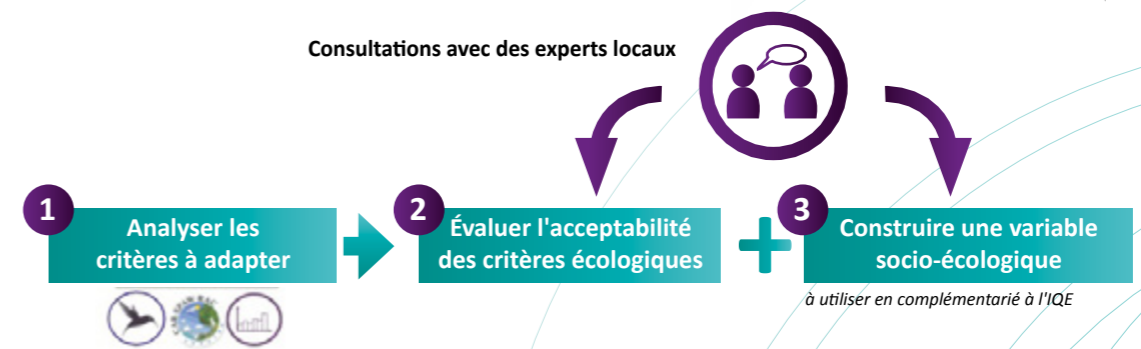 Consultations avec des experts locaux
1
Analyser les
critères à adapter
2
Évaluer l'acceptabilité
des critères écologiques
3
Construire une variable
socio-écologique
à utiliser en complémentarié à l'IQE